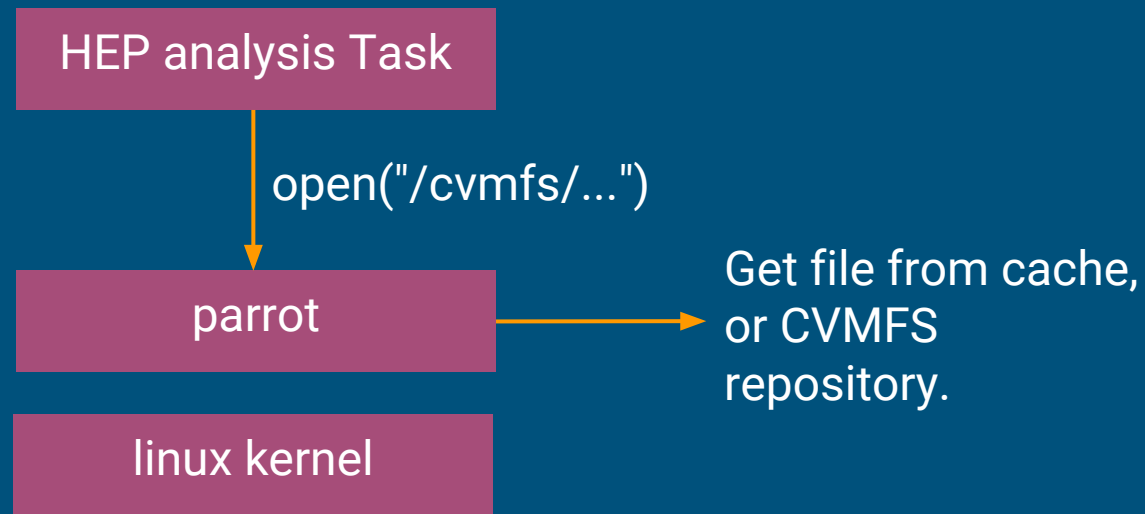 HEP analysis Task
open("/cvmfs/...")
parrot
Get file from cache,
or CVMFS
repository.
linux kernel